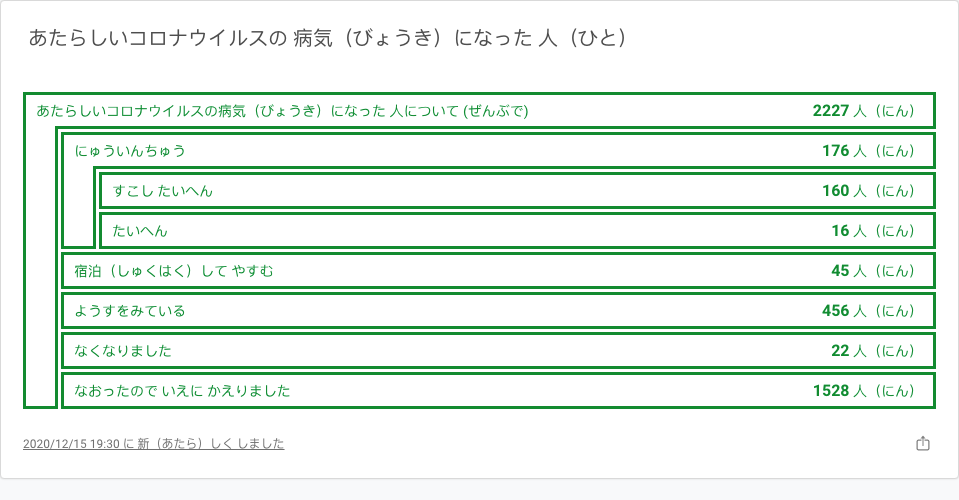 あたらしいコロナウイルスの 病気（びょうき）になった 人（ひと）
あたらしいコロナウイルスの病気（びょうき）になった 人について (ぜんぶで) 2227 人（にん）
にゅういんちゅう 176 人（にん）
すこし たいへん 160 人（にん）
たいへん 16 人（にん）
宿泊（しゅくはく）して やすむ 45 人（にん）
ようすをみている 456 人（にん）
なくなりました 22 人（にん）
なおったので いえに かえりました 1528 人（にん）
2020/12/15 19:30 に 新（あたら）しく しました